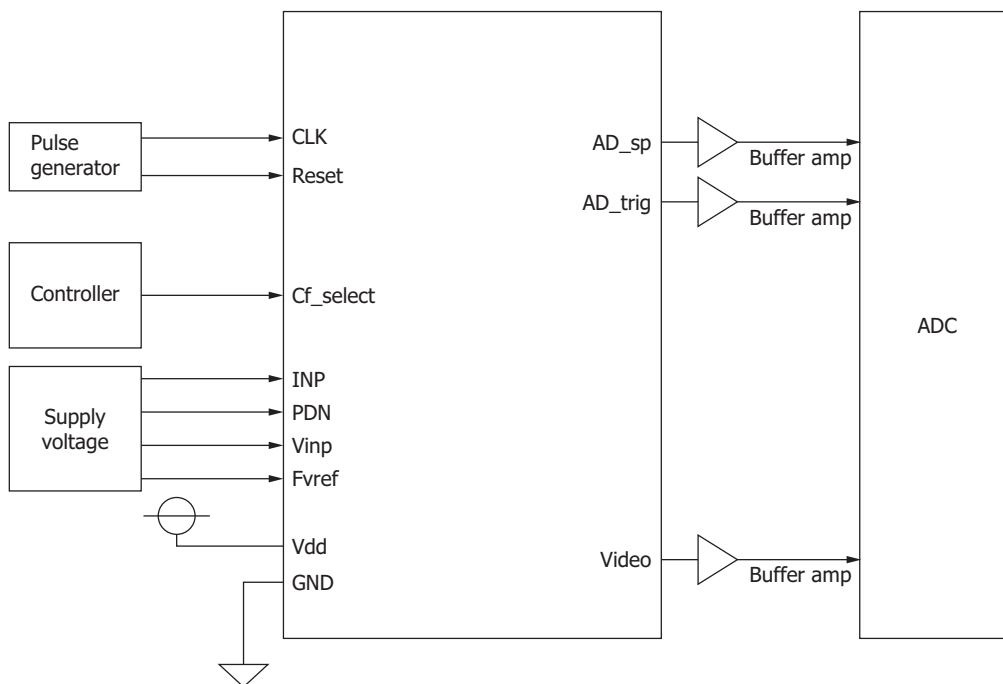 Pulse
generator
Controller
Supply
voltage
CLK
Reset
Cf_select
INP
PDN
Vinp
Fvref
Vdd
GND
AD_sp
AD_trig
Video
Buffer amp
Buffer amp
Buffer amp
ADC